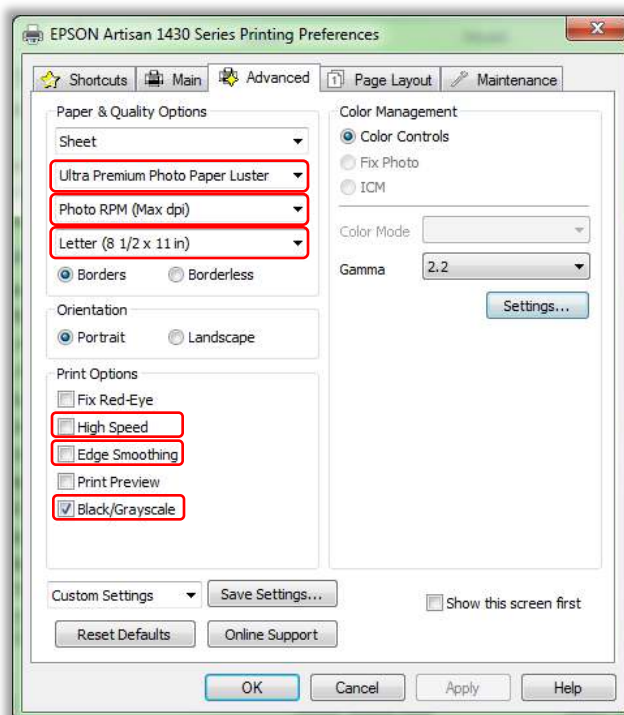 EPSON Artisan 1430 Series Printing Preferences
Shortcuts Main Advanced 1 Page Layout Maintenance
Paper & Quality Options
Sheet
Ultra Premium Photo Paper Luster
Photo RPM (Max dpi)
Letter (8 1/2 x 11 in)
Borders Borderless
Orientation
Portrait Landscape
Print Options
Fix Red-Eye
High Speed
Edge Smoothing
Print Preview
Black/Grayscale
Color Management
Color Controls
Fix Photo
ICM
Color Mode
Gamma 2.2
Settings...
Custom Settings Save Settings...
Show this screen first
Reset Defaults Online Support
OK Cancel Apply Help